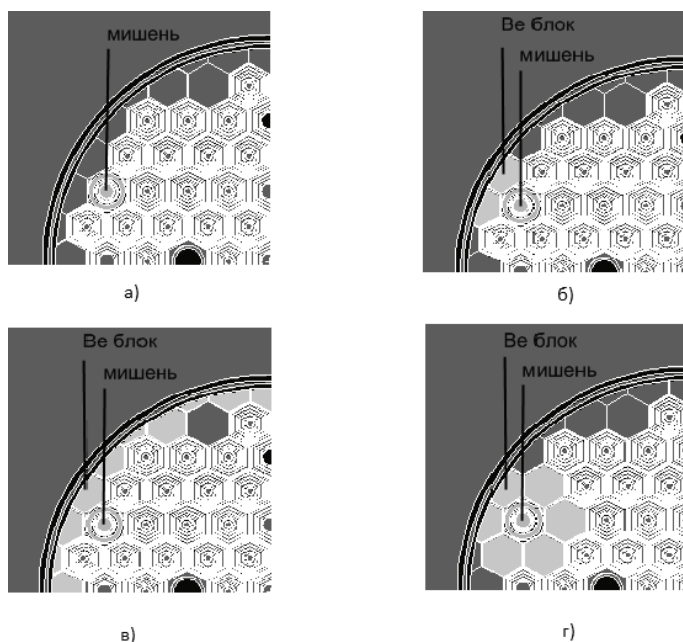 мишень
а)
Ве блок
мишень
б)
Ве блок
мишень
в)
Ве блок
мишень
г)